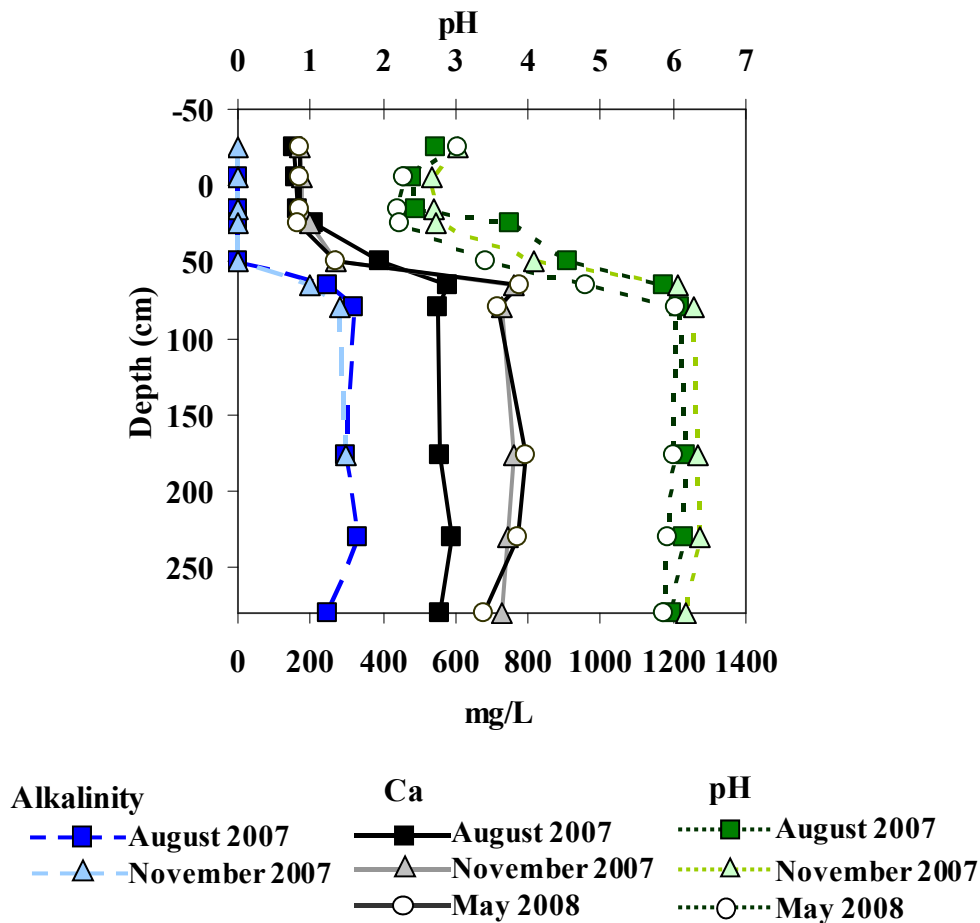 pH
0 1 2 3 4 5 6 7
-50
0
50
100
150
200
250
Depth (cm)
0 200 400 600 800 1000 1200 1400
mg/L
Alkalinity Ca pH
August 2007 August 2007 August 2007
November 2007 November 2007 November 2007
May 2008 May 2008